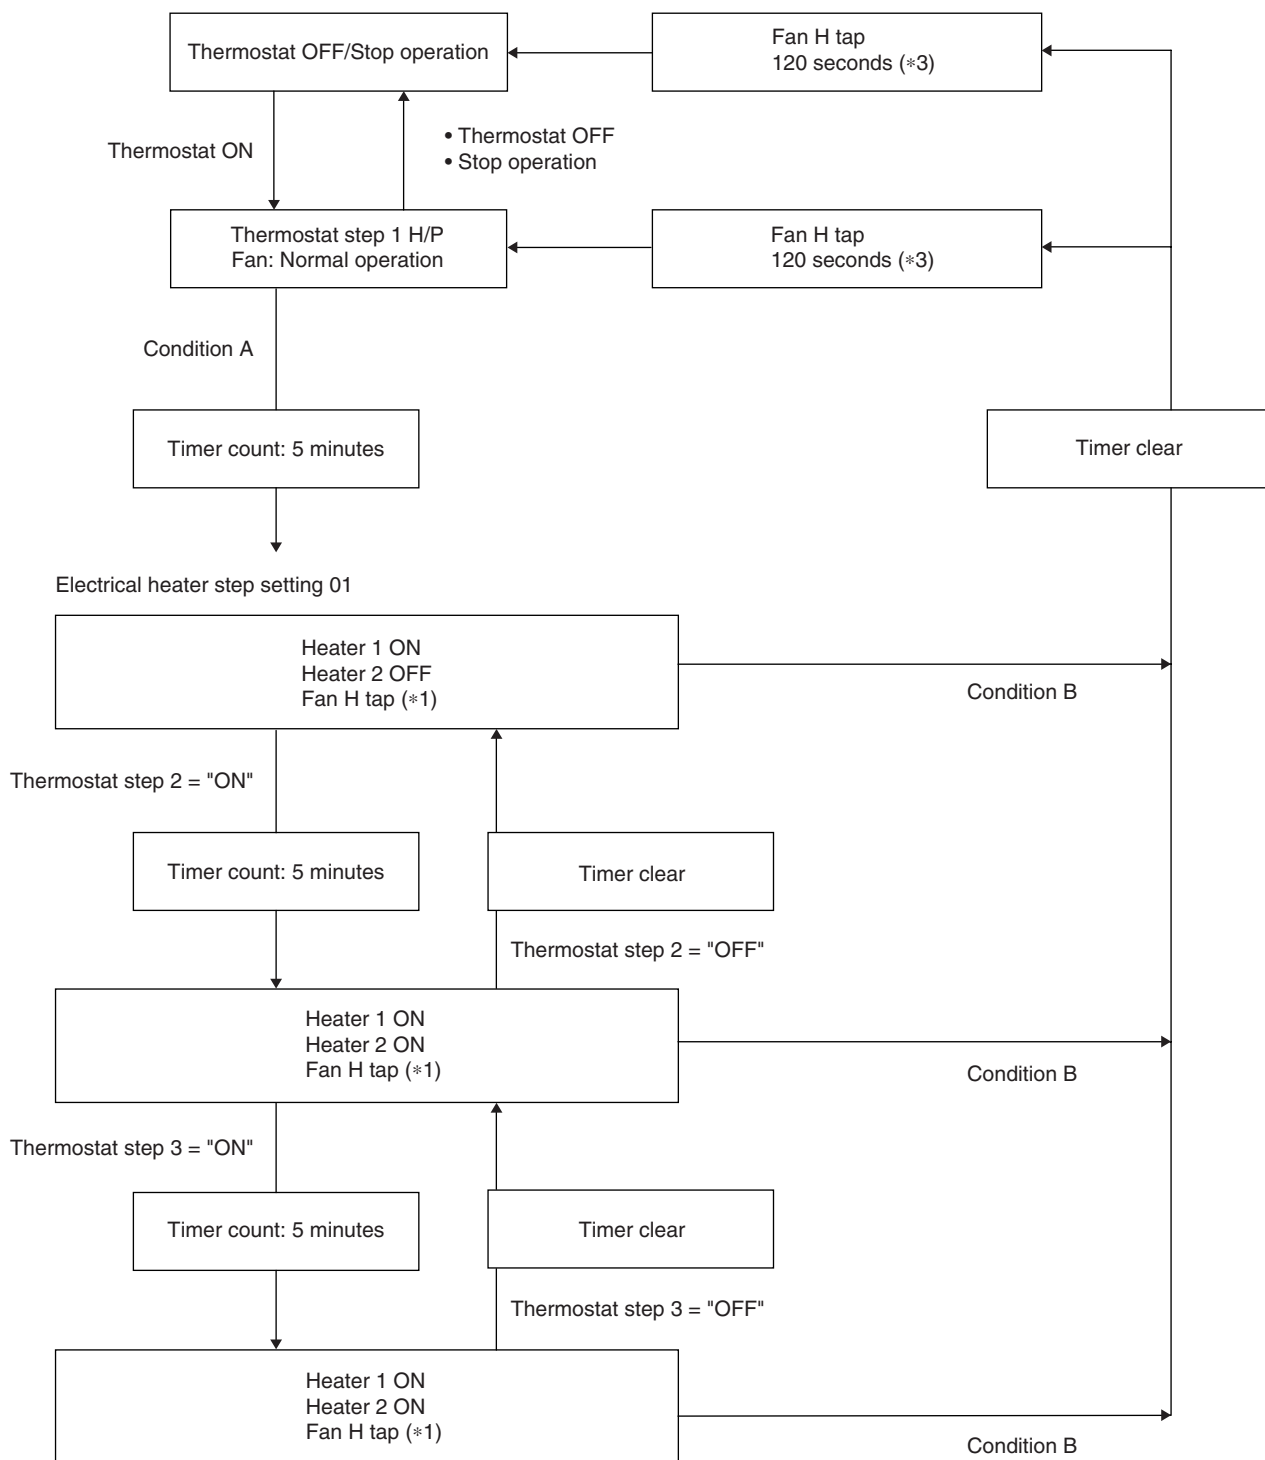 Thermostat OFF/Stop operation
Fan H tap
120 seconds (*3)
Thermostat ON
• Thermostat OFF
• Stop operation
Thermostat step 1 H/P
Fan: Normal operation
Fan H tap
120 seconds (*3)
Condition A
Timer count: 5 minutes
Timer clear
Electrical heater step setting 01
Heater 1 ON
Heater 2 OFF
Fan H tap (*1)
Condition B
Thermostat step 2 = "ON"
Timer count: 5 minutes
Timer clear
Thermostat step 2 = "OFF"
Heater 1 ON
Heater 2 ON
Fan H tap (*1)
Condition B
Thermostat step 3 = "ON"
Timer count: 5 minutes
Timer clear
Thermostat step 3 = "OFF"
Heater 1 ON
Heater 2 ON
Fan H tap (*1)
Condition B